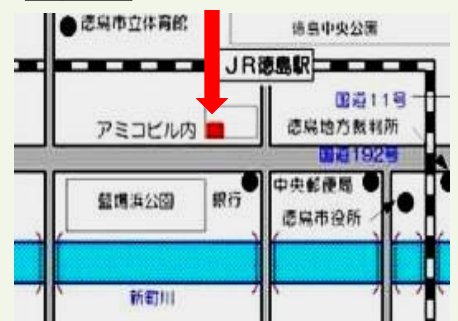 徳島市立体育館
徳島中央公園
JR徳島駅
国道11号
アミコビル内
徳島地方裁判所
国道192号
中央郵便局
藍場浜公園
銀行
徳島市役所
新町川